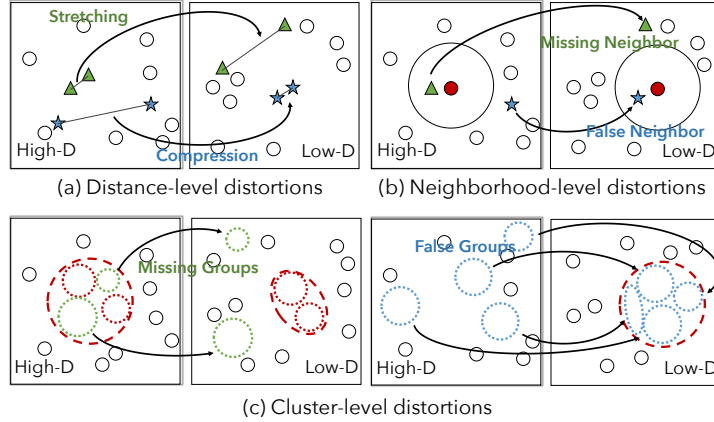 Stretching
High-D
Compression
Low-D
(a) Distance-level distortions
Missing Neighbor
High-D
False Neighbor
Low-D
(b) Neighborhood-level distortions
Missing Groups
High-D
Low-D
False Groups
High-D
Low-D
(c) Cluster-level distortions